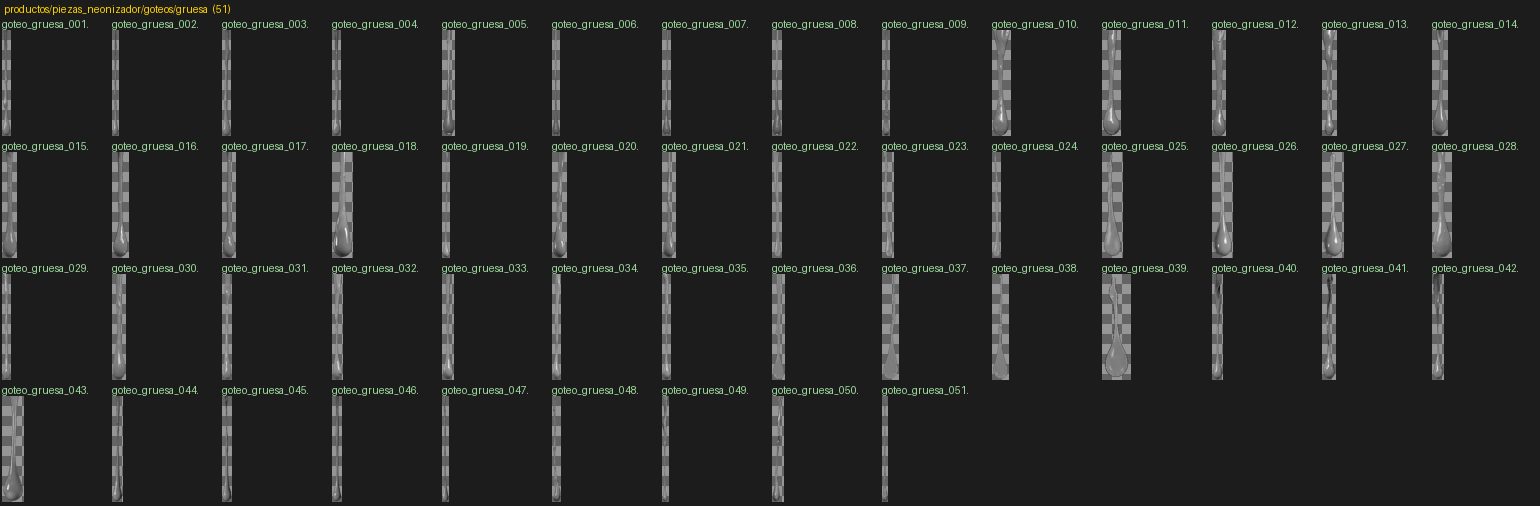 productos/piezas_neonizador/goteos/gruesa (51)
goteo_gruesa_001. goteo_gruesa_002. goteo_gruesa_003. goteo_gruesa_004. goteo_gruesa_005. goteo_gruesa_006. goteo_gruesa_007. goteo_gruesa_008. goteo_gruesa_009. goteo_gruesa_010. goteo_gruesa_011. goteo_gruesa_012. goteo_gruesa_013. goteo_gruesa_014.
goteo_gruesa_015. goteo_gruesa_016. goteo_gruesa_017. goteo_gruesa_018. goteo_gruesa_019. goteo_gruesa_020. goteo_gruesa_021. goteo_gruesa_022. goteo_gruesa_023. goteo_gruesa_024. goteo_gruesa_025. goteo_gruesa_026. goteo_gruesa_027. goteo_gruesa_028.
goteo_gruesa_029. goteo_gruesa_030. goteo_gruesa_031. goteo_gruesa_032. goteo_gruesa_033. goteo_gruesa_034. goteo_gruesa_035. goteo_gruesa_036. goteo_gruesa_037. goteo_gruesa_038. goteo_gruesa_039. goteo_gruesa_040. goteo_gruesa_041. goteo_gruesa_042.
goteo_gruesa_043. goteo_gruesa_044. goteo_gruesa_045. goteo_gruesa_046. goteo_gruesa_047. goteo_gruesa_048. goteo_gruesa_049. goteo_gruesa_050. goteo_gruesa_051.